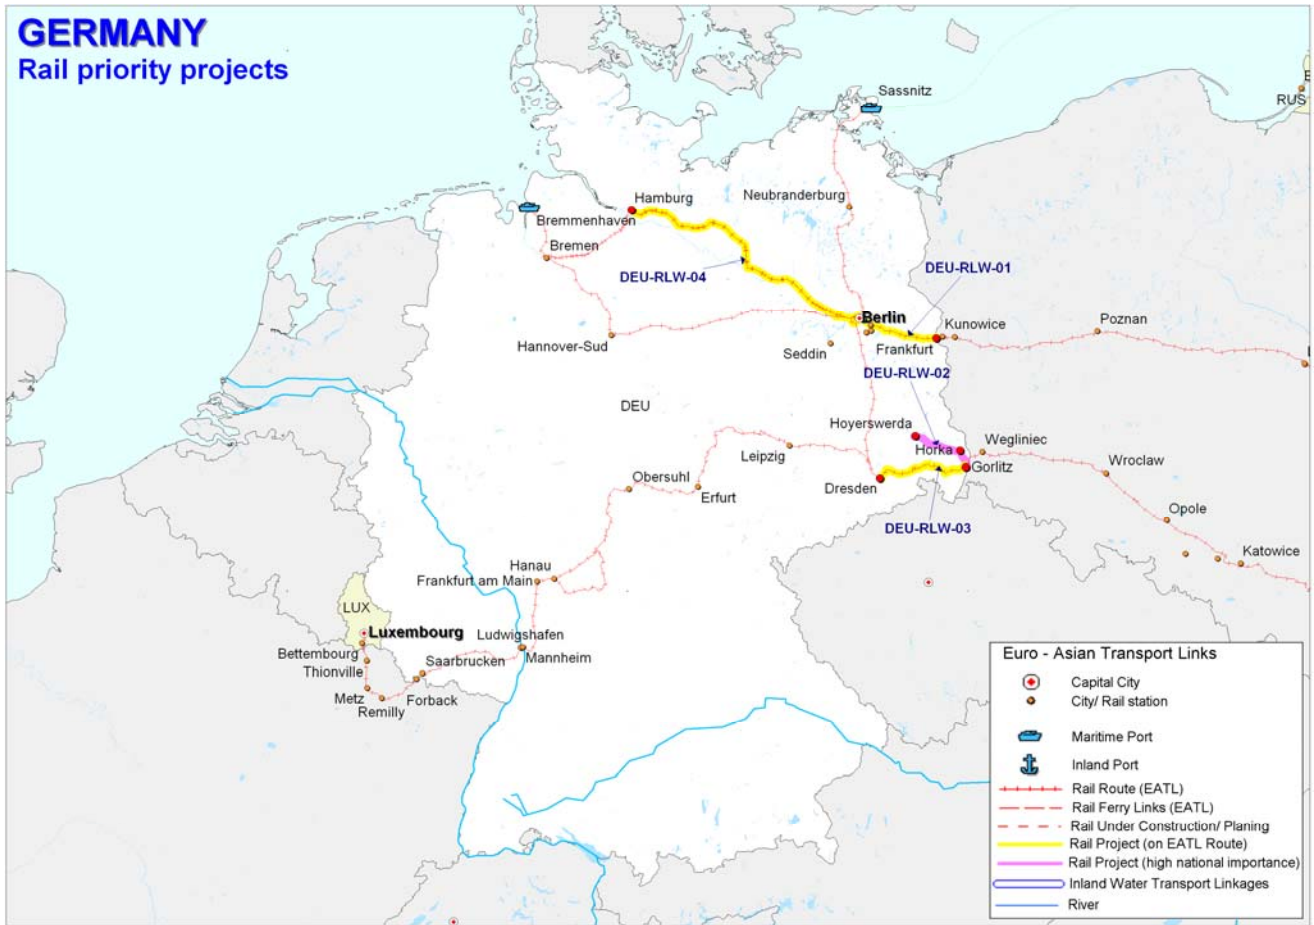 GERMANY
Rail priority projects
Sassnitz
RUS
Hamburg
Neubranderburg
Bremmenhaven
Bremen
DEU-RLW-04
DEU-RLW-01
Berlin
Kunowice
Poznan
Hannover-Sud
Seddin
Frankfurt
DEU-RLW-02
DEU
Hoyerswerda
Horka
Wegliniec
Leipzig
Gorlitz
Wroclaw
Obersuhl
Erfurt
Dresden
Opole
DEU-RLW-03
Katowice
Hanau
Frankfurt am Main
LUX
Luxembourg
Ludwigshafen
Bettembourg
Mannheim
Saarbrucken
Thionville
Metz
Forback
Remilly
Euro - Asian Transport Links
Capital City
City/ Rail station
Maritime Port
Inland Port
Rail Route (EATL)
Rail Ferry Links (EATL)
Rail Under Construction/ Planing
Rail Project (on EATL Route)
Rail Project (high national importance)
Inland Water Transport Linkages
River